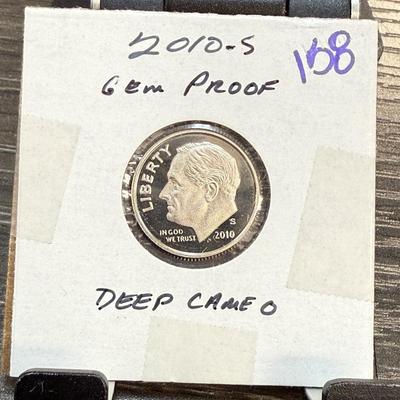 2010-S
158
GEM PROOF
LIBERTY
IN GOD
WE TRUST
S
2010
DEEP CAMEO